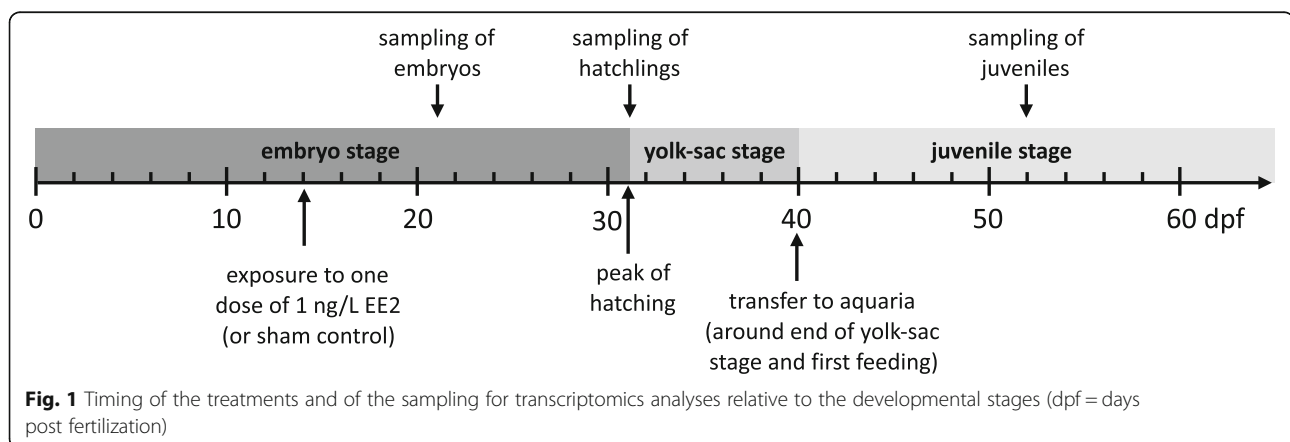 sampling of
embryos
sampling of
hatchlings
sampling of
juveniles
embryo stage
yolk-sac stage
juvenile stage
0
10
20
30
40
50
60 dpf
exposure to one
dose of 1 ng/L EE2
(or sham control)
peak of
hatching
transfer to aquaria
(around end of yolk-sac
stage and first feeding)
Fig. 1 Timing of the treatments and of the sampling for transcriptomics analyses relative to the developmental stages (dpf = days
post fertilization)